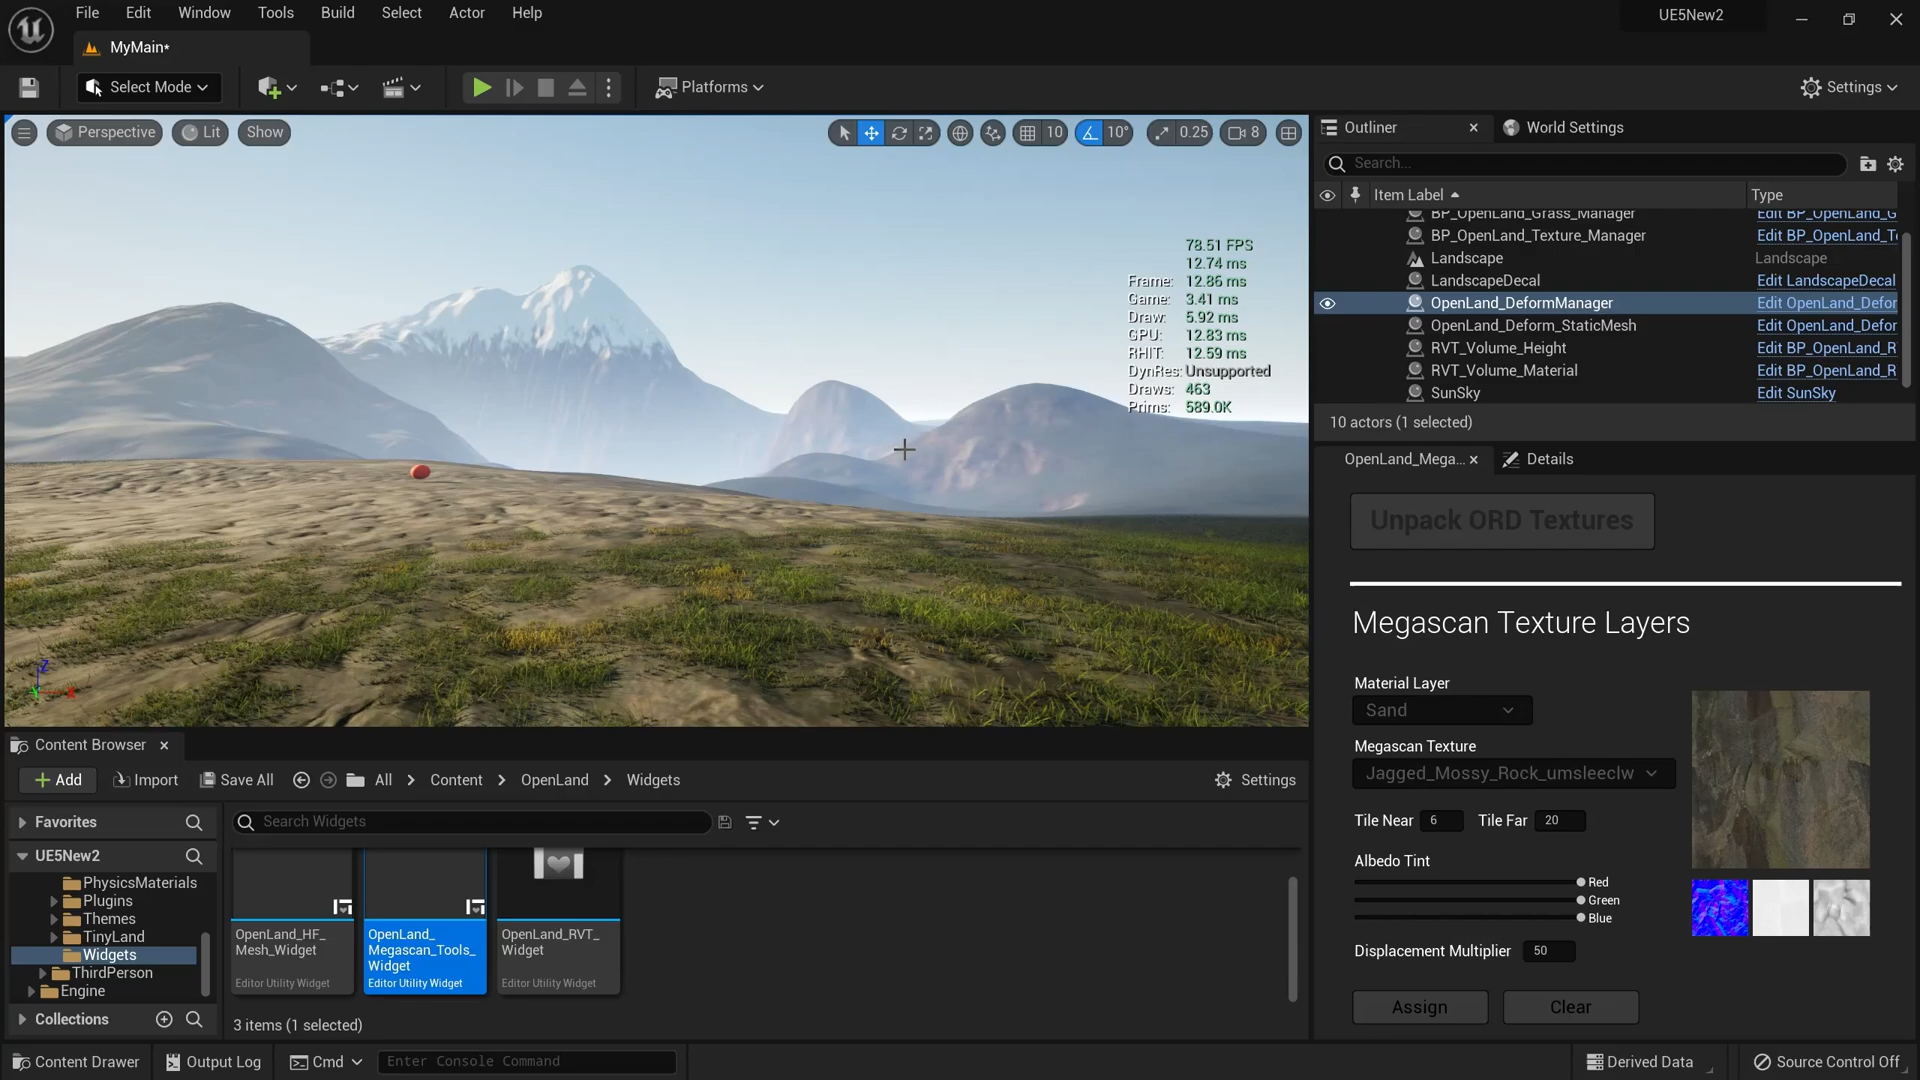 File Edit Window Tools Build Select Actor Help
UE5New2
MyMain*
Select Mode
Platforms
Settings
Perspective Lit Show
10 10° 0.25 8
78.51 FPS
12.74 ms
Frame: 12.86 ms
Game: 3.41 ms
Draw: 5.92 ms
GPU: 12.83 ms
RHIT: 12.59 ms
DynRes: Unsupported
Draws: 463
Prims: 589.0K
Z
Y X
Outliner World Settings
Search...
Item Label Type
BP_OpenLand_Grass_Manager Edit BP_OpenLand_G
BP_OpenLand_Texture_Manager Edit BP_OpenLand_T
Landscape Landscape
LandscapeDecal Edit LandscapeDecal
OpenLand_DeformManager Edit OpenLand_Defor
OpenLand_Deform_StaticMesh Edit OpenLand_Defor
RVT_Volume_Height Edit BP_OpenLand_R
RVT_Volume_Material Edit BP_OpenLand_R
SunSky Edit SunSky
10 actors (1 selected)
OpenLand_Mega... Details
Unpack ORD Textures
Megascan Texture Layers
Material Layer
Sand
Megascan Texture
Jagged_Mossy_Rock_umsleeclw
Tile Near 6 Tile Far 20
Albedo Tint
Red
Green
Blue
Displacement Multiplier 50
Assign Clear
Content Browser
Add Import Save All All Content OpenLand Widgets Settings
Favorites
Search Widgets
UE5New2
PhysicsMaterials
Plugins
Themes
TinyLand
Widgets
ThirdPerson
Engine
Collections
OpenLand_HF_
Mesh_Widget
Editor Utility Widget
OpenLand_
Megascan_Tools_
Widget
Editor Utility Widget
OpenLand_RVT_
Widget
Editor Utility Widget
3 items (1 selected)
Content Drawer Output Log Cmd Enter Console Command Derived Data Source Control Off